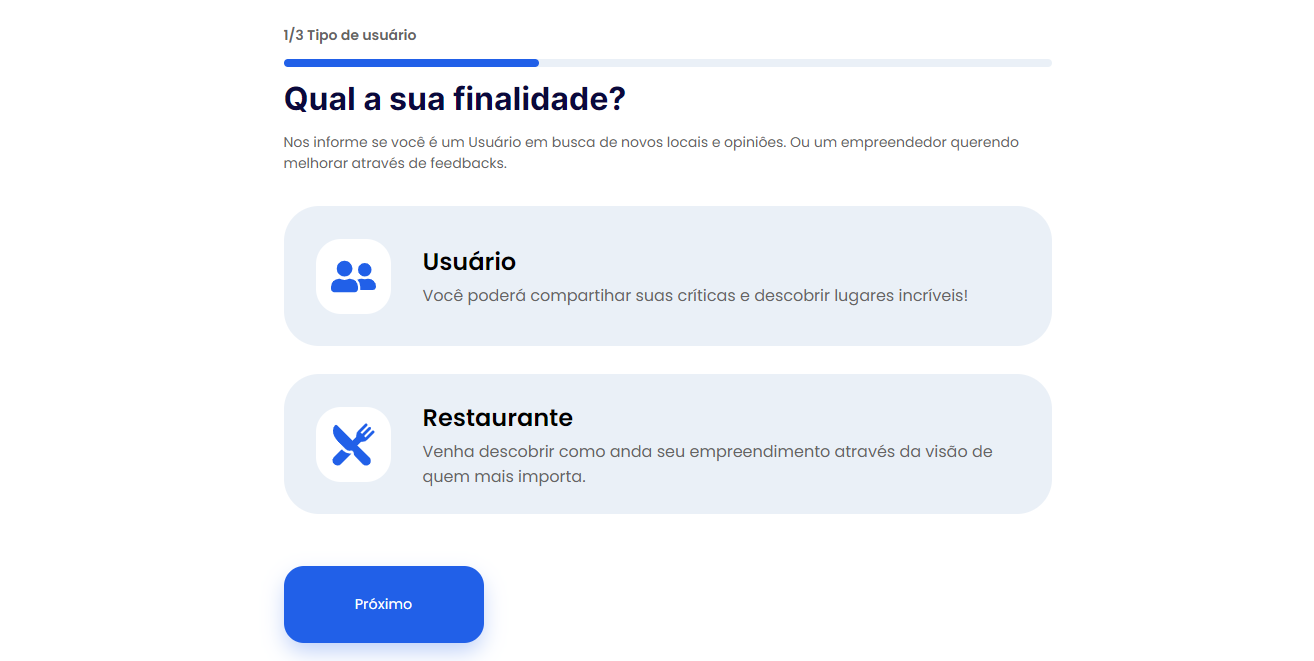 1/3 Tipo de usuário
Qual a sua finalidade?
Nos informe se você é um Usuário em busca de novos locais e opiniões. Ou um empreendedor querendo
melhorar através de feedbacks.
Usuário
Você poderá compartihar suas críticas e descobrir lugares incríveis!
Restaurante
Venha descobrir como anda seu empreendimento através da visão de
quem mais importa.
Próximo